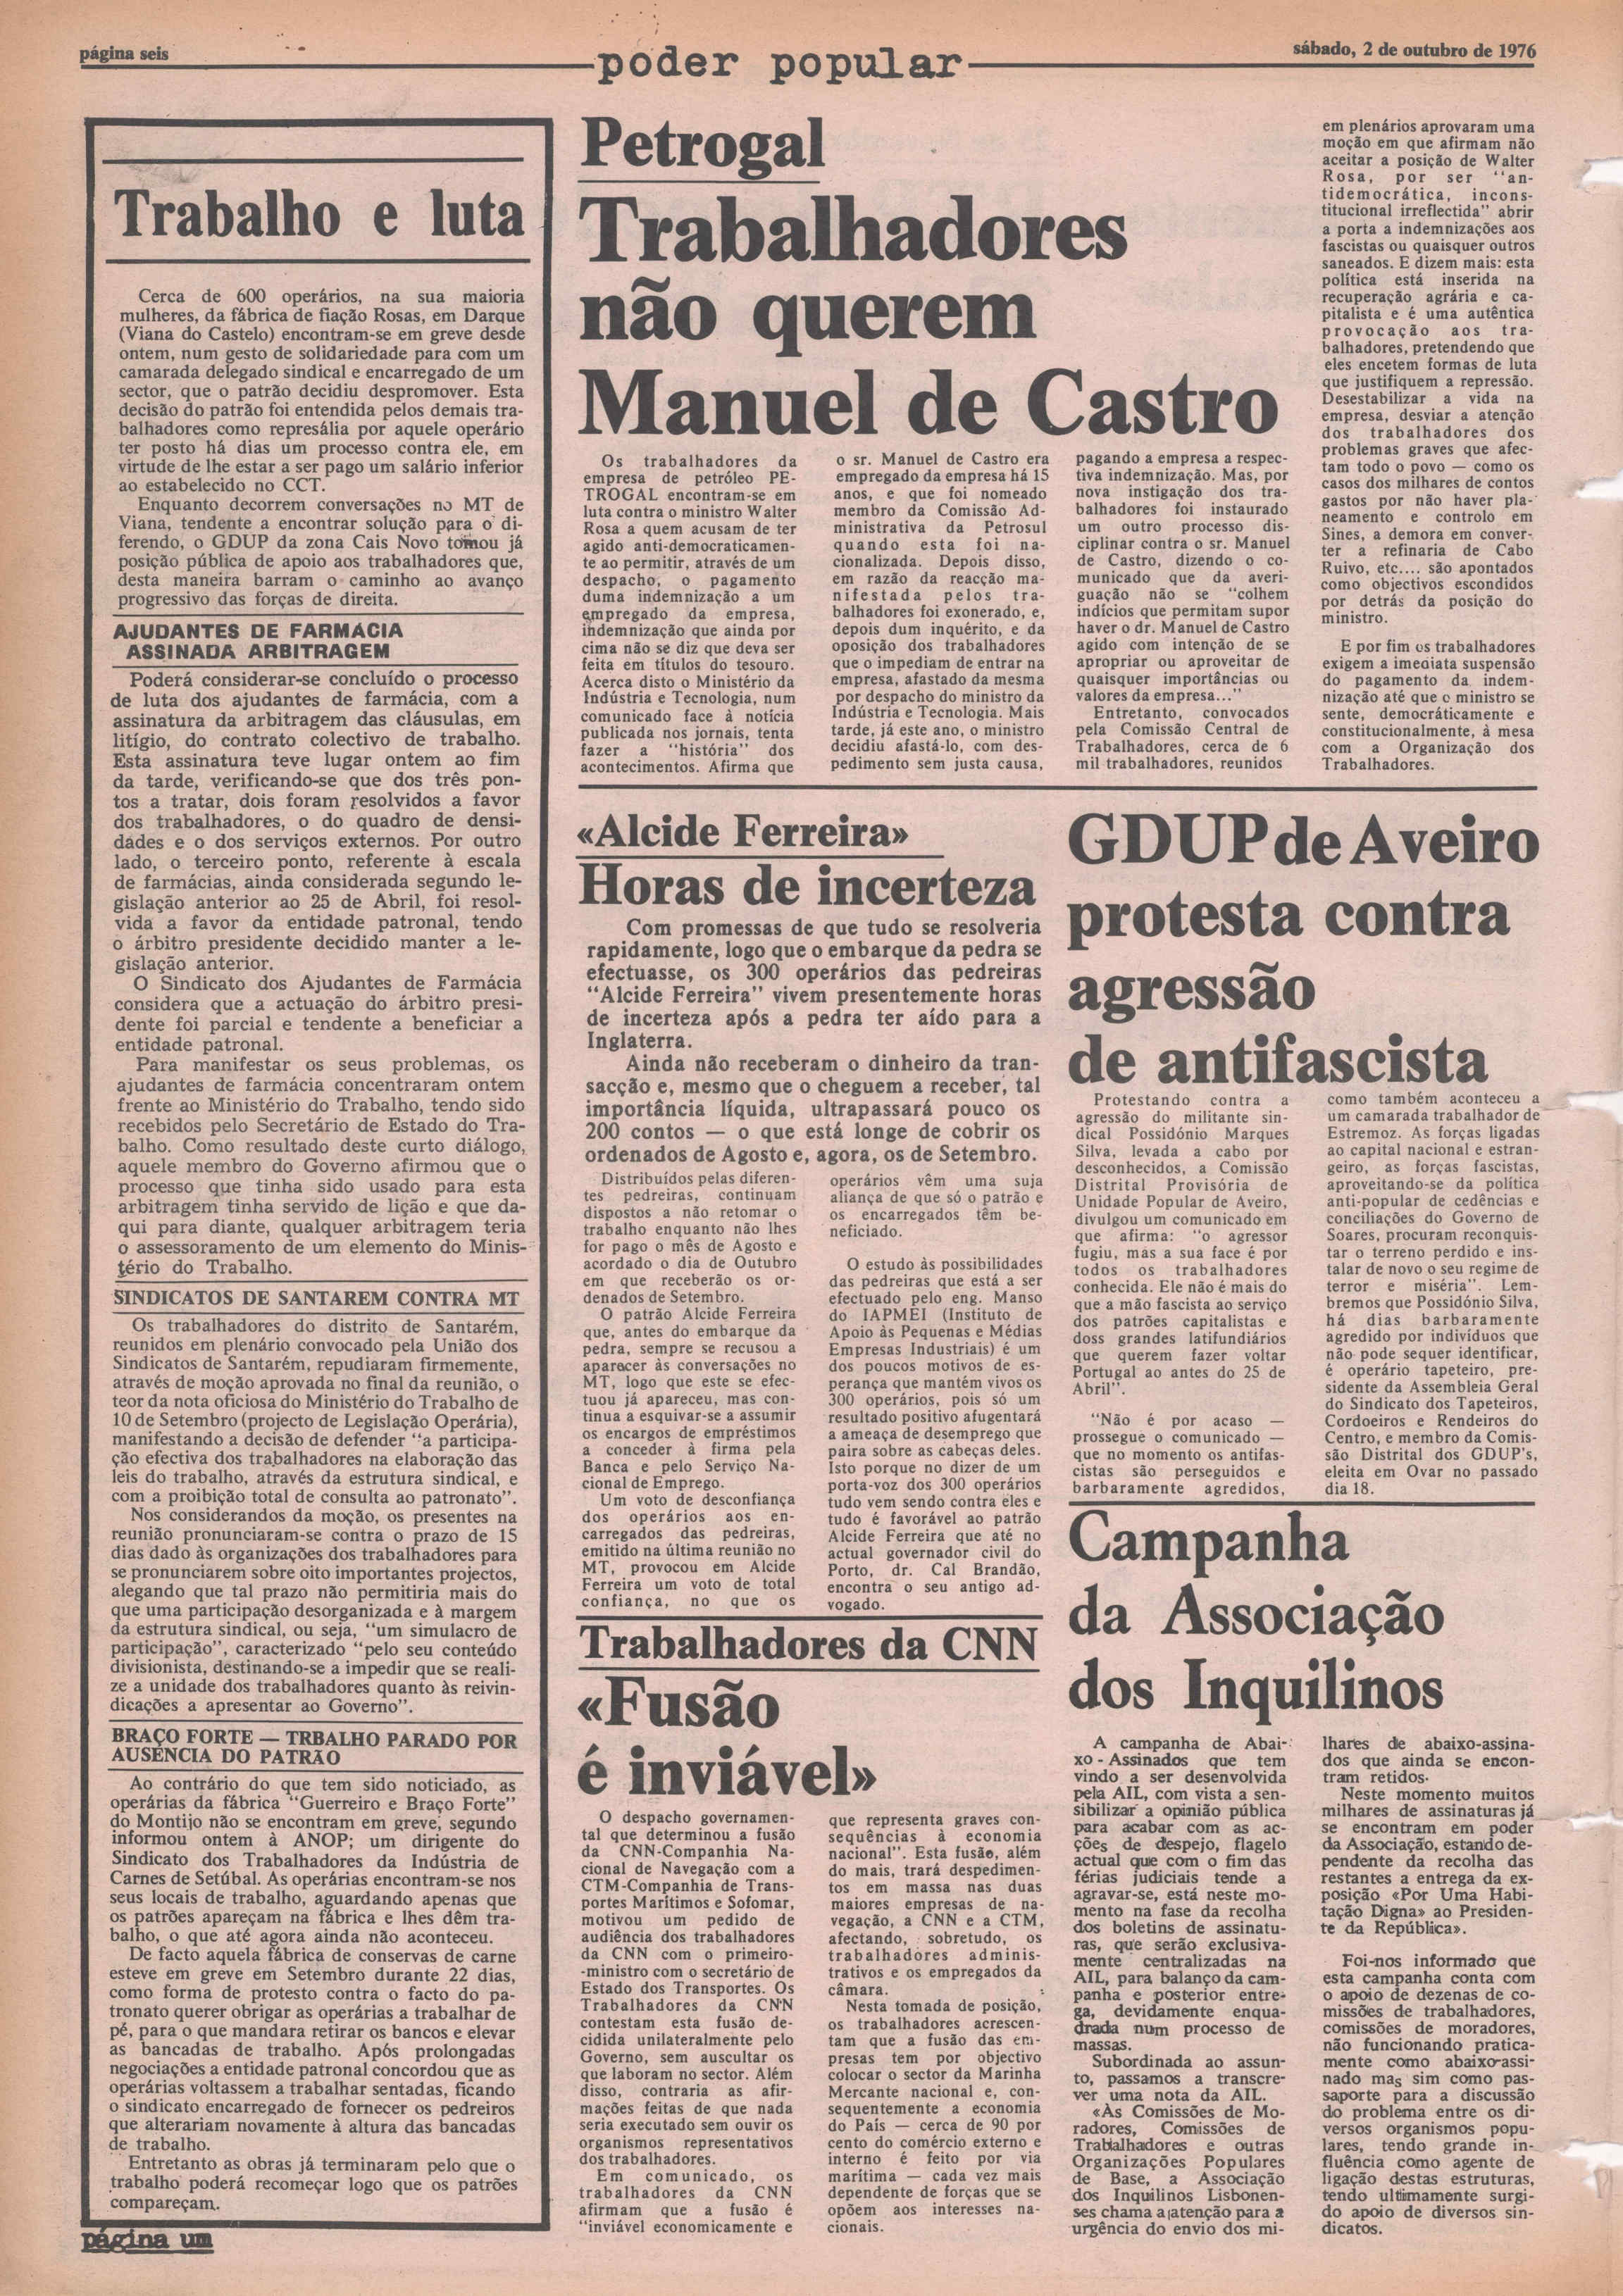 página seis
poder popular
sábado, 2 de outubro de 1976
Trabalho e luta
Cerca de 600 operários, na sua maioria
mulheres, da fábrica de fiação Rosas, em Darque
(Viana do Castelo) encontram-se em greve desde
ontem, num gesto de solidariedade para com um
camarada delegado sindical e encarregado de um
sector, que o patrão decidiu despromover. Esta
decisão do patrão foi entendida pelos demais tra-
balhadores como represália por aquele operário
ter posto há dias um processo contra ele, em
virtude de lhe estar a ser pago um salário inferior
ao estabelecido no CCT.
Enquanto decorrem conversações no MT de
Viana, tendente a encontrar solução para o di-
ferendo, o GDUP da zona Cais Novo tomou já
posição pública de apoio aos trabalhadores que,
desta maneira barram o caminho ao avanço
progressivo das forças de direita.
AJUDANTES DE FARMÁCIA
ASSINADA ARBITRAGEM
Poderá considerar-se concluído o processo
de luta dos ajudantes de farmácia, com a
assinatura da arbitragem das cláusulas, em
litígio, do contrato colectivo de trabalho.
Esta assinatura teve lugar ontem ao fim
da tarde, verificando-se que dos três pon-
tos a tratar, dois foram resolvidos a favor
dos trabalhadores, o do quadro de densi-
dades e o dos serviços externos. Por outro
lado, o terceiro ponto, referente à escala
de farmácias, ainda considerada segundo le-
gislação anterior ao 25 de Abril, foi resol-
vida a favor da entidade patronal, tendo
o árbitro presidente decidido manter a le-
gislação anterior.
O Sindicato dos Ajudantes de Farmácia
considera que a actuação do árbitro presi-
dente foi parcial e tendente a beneficiar a
entidade patronal.
Para manifestar os seus problemas, os
ajudantes de farmácia concentraram ontem
frente ao Ministério do Trabalho, tendo sido
recebidos pelo Secretário de Estado do Tra-
balho. Como resultado deste curto diálogo,
aquele membro do Governo afirmou que o
processo que tinha sido usado para esta
arbitragem tinha servido de lição e que da-
qui para diante, qualquer arbitragem teria
o assessoramento de um elemento do Minis-
tério do Trabalho.
SINDICATOS DE SANTAREM CONTRA MT
Os trabalhadores do distrito de Santarém,
reunidos em plenário convocado pela União dos
Sindicatos de Santarém, repudiaram firmemente,
através de moção aprovada no final da reunião, o
teor da nota oficiosa do Ministério do Trabalho de
10 de Setembro (projecto de Legislação Operária),
manifestando a decisão de defender "a participa-
ção efectiva dos trabalhadores na elaboração das
leis do trabalho, através da estrutura sindical, e
com a proibição total de consulta ao patronato".
Nos considerandos da moção, os presentes na
reunião pronunciaram-se contra o prazo de 15
dias dado às organizações dos trabalhadores para
se pronunciarem sobre oito importantes projectos,
alegando que tal prazo não permitiria mais do
que uma participação desorganizada e à margem
da estrutura sindical, ou seja, "um simulacro de
participação", caracterizado "pelo seu conteúdo
divisionista, destinando-se a impedir que se reali-
ze a unidade dos trabalhadores quanto às reivin-
dicações a apresentar ao Governo".
BRAÇO FORTE — TRBALHO PARADO POR
AUSENCIA DO PATRÃO
Ao contrário do que tem sido noticiado, as
operárias da fábrica "Guerreiro e Braço Forte"
do Montijo não se encontram em greve, segundo
informou ontem à ANOP; um dirigente do
Sindicato dos Trabalhadores da Indústria de
Carnes de Setúbal. As operárias encontram-se nos
seus locais de trabalho, aguardando apenas que
os patrões apareçam na fábrica e lhes dêm tra-
balho, o que até agora ainda não aconteceu.
De facto aquela fábrica de conservas de carne
esteve em greve em Setembro durante 22 dias,
como forma de protesto contra o facto do pa-
tronato querer obrigar as operárias a trabalhar de
pé, para o que mandara retirar os bancos e elevar
as bancadas de trabalho. Após prolongadas
negociações a entidade patronal concordou que as
operárias voltassem a trabalhar sentadas, ficando
o sindicato encarregado de fornecer os pedreiros
que alterariam novamente à altura das bancadas
de trabalho.
Entretanto as obras já terminaram pelo que o
trabalho poderá recomeçar logo que os patrões
compareçam.
página um
Petrogal
Trabalhadores
não querem
Manuel de Castro
Os trabalhadores da
empresa de petróleo PE-
TROGAL encontram-se em
luta contra o ministro Walter
Rosa a quem acusam de ter
agido anti-democraticamen-
te ao permitir, através de um
despacho, o pagamento
duma indemnização a um
empregado da empresa,
indemnização que ainda por
cima não se diz que deva ser
feita em títulos do tesouro.
Acerca disto o Ministério da
Indústria e Tecnologia, num
comunicado face à notícia
publicada nos jornais, tenta
fazer a "história" dos
acontecimentos. Afirma que
o sr. Manuel de Castro era
empregado da empresa há 15
anos, e que foi nomeado
membro da Comissão Ad-
ministrativa da Petrosul
quando esta foi na-
cionalizada. Depois disso,
em razão da reacção ma-
nifestada pelos tra-
balhadores foi exonerado, e,
depois dum inquérito, e da
oposição dos trabalhadores
que o impediam de entrar na
empresa, afastado da mesma
por despacho do ministro da
Indústria e Tecnologia. Mais
tarde, já este ano, o ministro
decidiu afastá-lo, com des-
pedimento sem justa causa,
pagando a empresa a respec-
tiva indemnização. Mas, por
nova instigação dos tra-
balhadores foi instaurado
um outro processo dis-
ciplinar contra o sr. Manuel
de Castro, dizendo o co-
municado que da averi-
guação não se "colhem
indícios que permitam supor
haver o dr. Manuel de Castro
agido com intenção de se
apropriar ou aproveitar de
quaisquer importâncias ou
valores da empresa..."
Entretanto, convocados
pela Comissão Central de
Trabalhadores, cerca de 6
mil trabalhadores, reunidos
em plenários aprovaram uma
moção em que afirmam não
aceitar a posição de Walter
Rosa, por ser "an-
tidemocrática, incons-
titucional irreflectida" abrir
a porta a indemnizações aos
fascistas ou quaisquer outros
saneados. E dizem mais: esta
política está inserida na
recuperação agrária e ca-
pitalista e é uma autêntica
provocação aos tra-
balhadores, pretendendo que
eles encetem formas de luta
que justifiquem a repressão.
Desestabilizar a vida na
empresa, desviar a atenção
dos trabalhadores dos
problemas graves que afec-
tam todo o povo — como os
casos dos milhares de contos
gastos por não haver pla-
neamento e controlo em
Sines, a demora em conver-
ter a refinaria de Cabo
Ruivo, etc.... são apontados
como objectivos escondidos
por detrás da posição do
ministro.
E por fim os trabalhadores
exigem a imediata suspensão
do pagamento da indem-
nização até que o ministro se
sente, democráticamente e
constitucionalmente, à mesa
com a Organização dos
Trabalhadores.
«Alcide Ferreira»
Horas de incerteza
Com promessas de que tudo se resolveria
rapidamente, logo que o embarque da pedra se
efectuasse, os 300 operários das pedreiras
"Alcide Ferreira" vivem presentemente horas
de incerteza após a pedra ter aído para a
Inglaterra.
Ainda não receberam o dinheiro da tran-
sacção e, mesmo que o cheguem a receber, tal
importância líquida, ultrapassará pouco os
200 contos — o que está longe de cobrir os
ordenados de Agosto e, agora, os de Setembro.
Distribuídos pelas diferen-
tes pedreiras, continuam
dispostos a não retomar o
trabalho enquanto não lhes
for pago o mês de Agosto e
acordado o dia de Outubro
em que receberão os or-
denados de Setembro.
O patrão Alcide Ferreira
que, antes do embarque da
pedra, sempre se recusou a
aparecer às conversações no
MT, logo que este se efec-
tuou já apareceu, mas con-
tinua a esquivar-se a assumir
os encargos de empréstimos
a conceder à firma pela
Banca e pelo Serviço Na-
cional de Emprego.
Um voto de desconfiança
dos operários aos en-
carregados das pedreiras,
emitido na última reunião no
MT, provocou em Alcide
Ferreira um voto de total
confiança, no que os
operários vêm uma suja
aliança de que só o patrão e
os encarregados têm be-
neficiado.
O estudo às possibilidades
das pedreiras que está a ser
efectuado pelo eng. Manso
do IAPMEI (Instituto de
Apoio às Pequenas e Médias
Empresas Industriais) é um
dos poucos motivos de es-
perança que mantém vivos os
300 operários, pois só um
resultado positivo afugentará
a ameaça de desemprego que
paira sobre as cabeças deles.
Isto porque no dizer de um
porta-voz dos 300 operários
tudo vem sendo contra eles e
tudo é favorável ao patrão
Alcide Ferreira que até no
actual governador civil do
Porto, dr. Cal Brandão,
encontra o seu antigo ad-
vogado.
Trabalhadores da CNN
«Fusão
é inviável»
O despacho governamen-
tal que determinou a fusão
da CNN-Companhia Na-
cional de Navegação com a
CTM-Companhia de Trans-
portes Marítimos e Sofomar,
motivou um pedido de
audiência dos trabalhadores
da CNN com o primeiro-
-ministro com o secretário de
Estado dos Transportes. Os
Trabalhadores da CNN
contestam esta fusão de-
cidida unilateralmente pelo
Governo, sem auscultar os
que laboram no sector. Além
disso, contraria as afir-
mações feitas de que nada
seria executado sem ouvir os
organismos representativos
dos trabalhadores.
Em comunicado, os
trabalhadores da CNN
afirmam que a fusão é
"inviável economicamente e
que representa graves con-
sequências à economia
nacional". Esta fusão, além
do mais, trará despedimen-
tos em massa nas duas
maiores empresas de na-
vegação, a CNN e a CTM,
afectando, sobretudo, os
trabalhadores adminis-
trativos e os empregados da
câmara.
Nesta tomada de posição,
os trabalhadores acrescen-
tam que a fusão das em-
presas tem por objectivo
colocar o sector da Marinha
Mercante nacional e, con-
sequentemente a economia
do País — cerca de 90 por
cento do comércio externo e
interno é feito por via
marítima — cada vez mais
dependente de forças que se
opõem aos interesses na-
cionais.
GDUP de Aveiro
protesta contra
agressão
de antifascista
Protestando contra a
agressão do militante sin-
dical Possidónio Marques
Silva, levada a cabo por
desconhecidos, a Comissão
Distrital Provisória de
Unidade Popular de Aveiro,
divulgou um comunicado em
que afirma: "o agressor
fugiu, mas a sua face é por
todos os trabalhadores
conhecida. Ele não é mais do
que a mão fascista ao serviço
dos patrões capitalistas e
doss grandes latifundiários
que querem fazer voltar
Portugal ao antes do 25 de
Abril".
"Não é por acaso —
prossegue o comunicado —
que no momento os antifas-
cistas são perseguidos e
barbaramente agredidos,
como também aconteceu a
um camarada trabalhador de
Estremoz. As forças ligadas
ao capital nacional e estran-
geiro, as forças fascistas,
aproveitando-se da política
anti-popular de cedências e
conciliações do Governo de
Soares, procuram reconquis-
tar o terreno perdido e ins-
talar de novo o seu regime de
terror e miséria". Lem-
bremos que Possidónio Silva,
há dias barbaramente
agredido por indivíduos que
não pode sequer identificar,
é operário tapeteiro, pre-
sidente da Assembleia Geral
do Sindicato dos Tapeteiros,
Cordoeiros e Rendeiros do
Centro, e membro da Comis-
são Distrital dos GDUP's,
eleita em Ovar no passado
dia 18.
Campanha
da Associação
dos Inquilinos
A campanha de Abai-
xo - Assinados que tem
vindo a ser desenvolvida
pela AIL, com vista a sen-
sibilizar a opinião pública
para acabar com as ac-
ções de despejo, flagelo
actual que com o fim das
férias judiciais tende a
agravar-se, está neste mo-
mento na fase da recolha
dos boletins de assinatu-
ras, que serão exclusiva-
mente centralizadas na
AIL, para balanço da cam-
panha e posterior entre-
ga, devidamente enqua-
drada num processo de
massas.
Subordinada ao assun-
to, passamos a transcre-
ver uma nota da AIL.
«Às Comissões de Mo-
radores, Comissões de
Trabalhadores e outras
Organizações Populares
de Base, a Associação
dos Inquilinos Lisbonen-
ses chama a atenção para a
urgência do envio dos mi-
lhares de abaixo-assina-
dos que ainda se encon-
tram retidos.
Neste momento muitos
milhares de assinaturas já
se encontram em poder
da Associação, estando de-
pendente da recolha das
restantes a entrega da ex-
posição «Por Uma Habi-
tação Digna» ao Presiden-
te da República».
Foi-nos informado que
esta campanha conta com
o apoio de dezenas de co-
missões de trabalhadores,
comissões de moradores,
não funcionando pratica-
mente como abaixo-assi-
nado mas sim como pas-
saporte para a discussão
do problema entre os di-
versos organismos popu-
lares, tendo grande in-
fluência como agente de
ligação destas estruturas,
tendo ultimamente surgi-
do apoio de diversos sin-
dicatos.